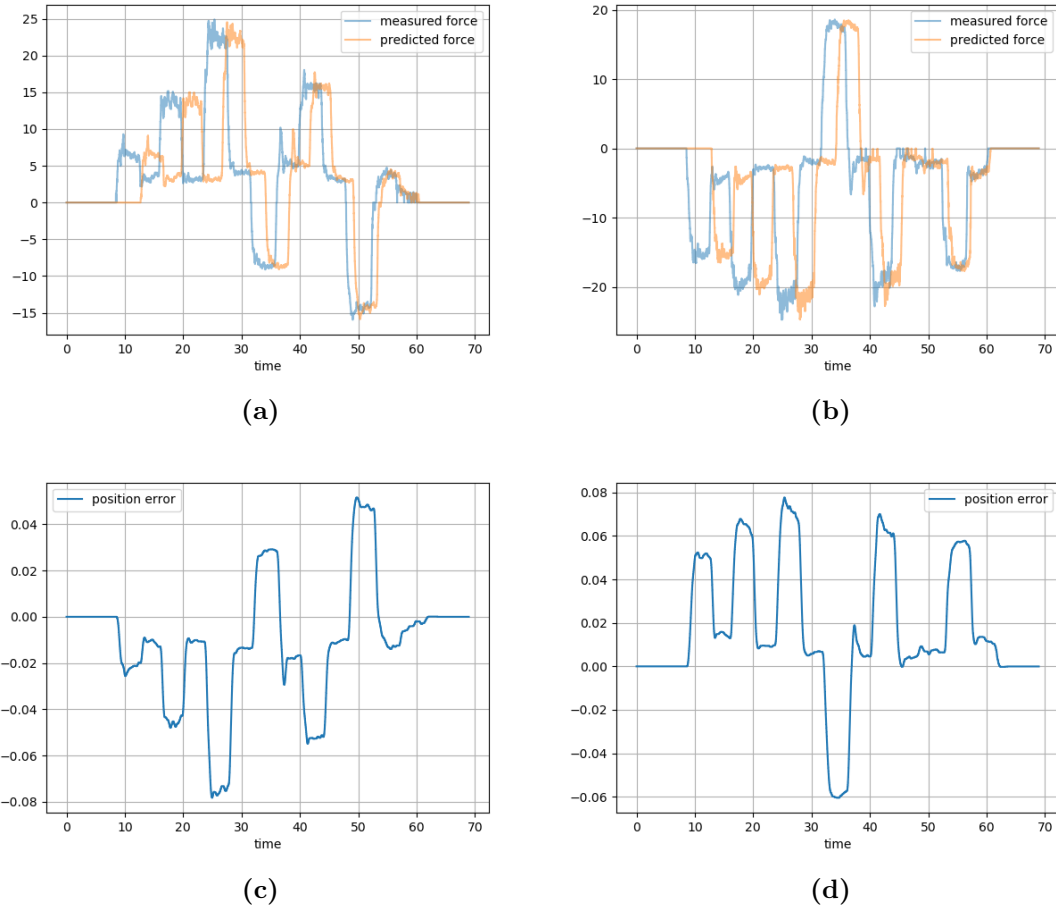 measured force
predicted force
25
20
15
10
5
0
−5
−10
−15
0 10 20 30 40 50 60 70
time
(a)
measured force
predicted force
20
10
0
−10
−20
0 10 20 30 40 50 60 70
time
(b)
position error
0.04
0.02
0.00
−0.02
−0.04
−0.06
−0.08
0 10 20 30 40 50 60 70
time
(c)
position error
0.08
0.06
0.04
0.02
0.00
−0.02
−0.04
−0.06
0 10 20 30 40 50 60 70
time
(d)